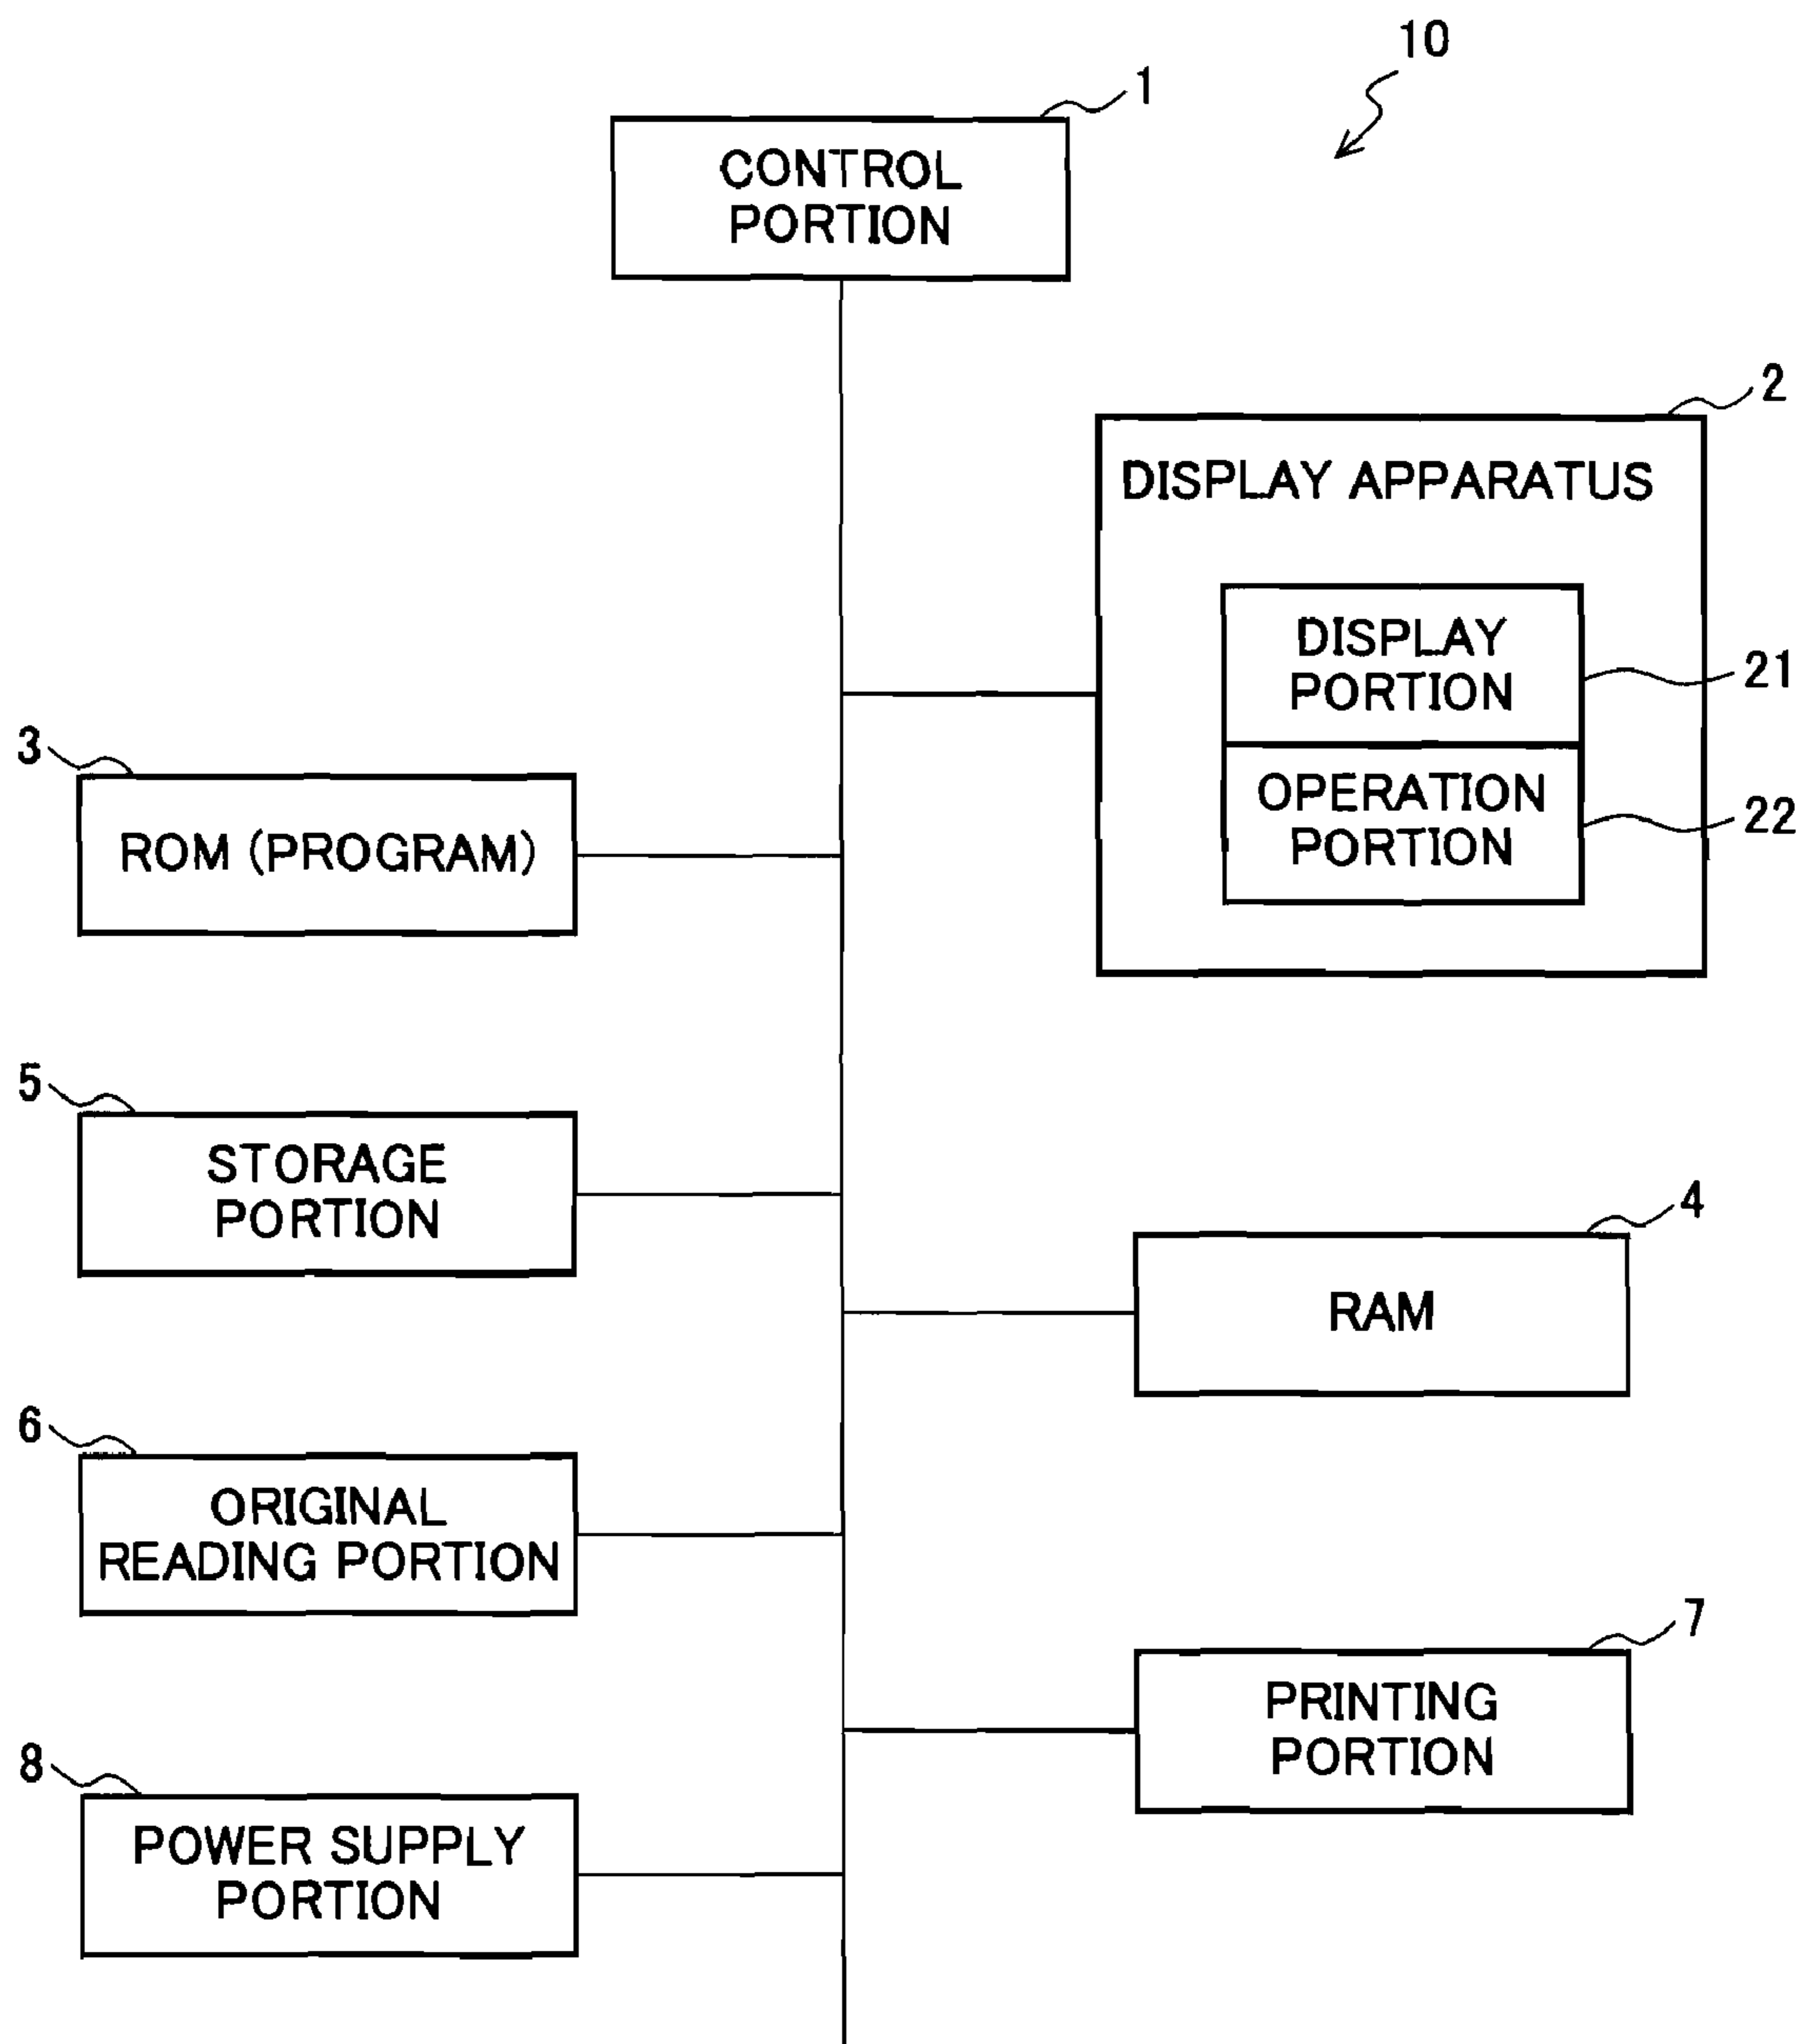 10
1
CONTROL
PORTION
2
DISPLAY APPARATUS
DISPLAY
PORTION
21
OPERATION
PORTION
22
3
ROM (PROGRAM)
5
STORAGE
PORTION
4
RAM
6
ORIGINAL
READING PORTION
7
PRINTING
PORTION
8
POWER SUPPLY
PORTION